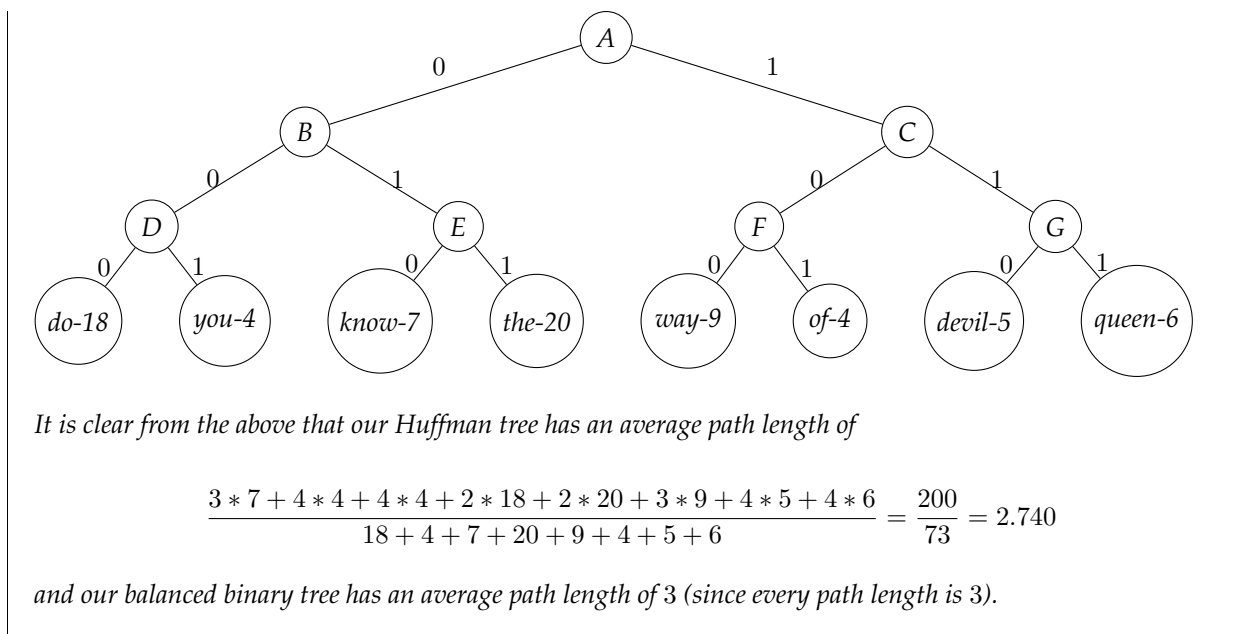 A
0 1
B C
0 1 0 1
D E F G
0 1 0 1 0 1 0 1
do-18 you-4 know-7 the-20 way-9 of-4 devil-5 queen-6
It is clear from the above that our Huffman tree has an average path length of
3 ∗ 7 + 4 ∗ 4 + 4 ∗ 4 + 2 ∗ 18 + 2 ∗ 20 + 3 ∗ 9 + 4 ∗ 5 + 4 ∗ 6
18 + 4 + 7 + 20 + 9 + 4 + 5 + 6
= 200/73 = 2.740
and our balanced binary tree has an average path length of 3 (since every path length is 3).